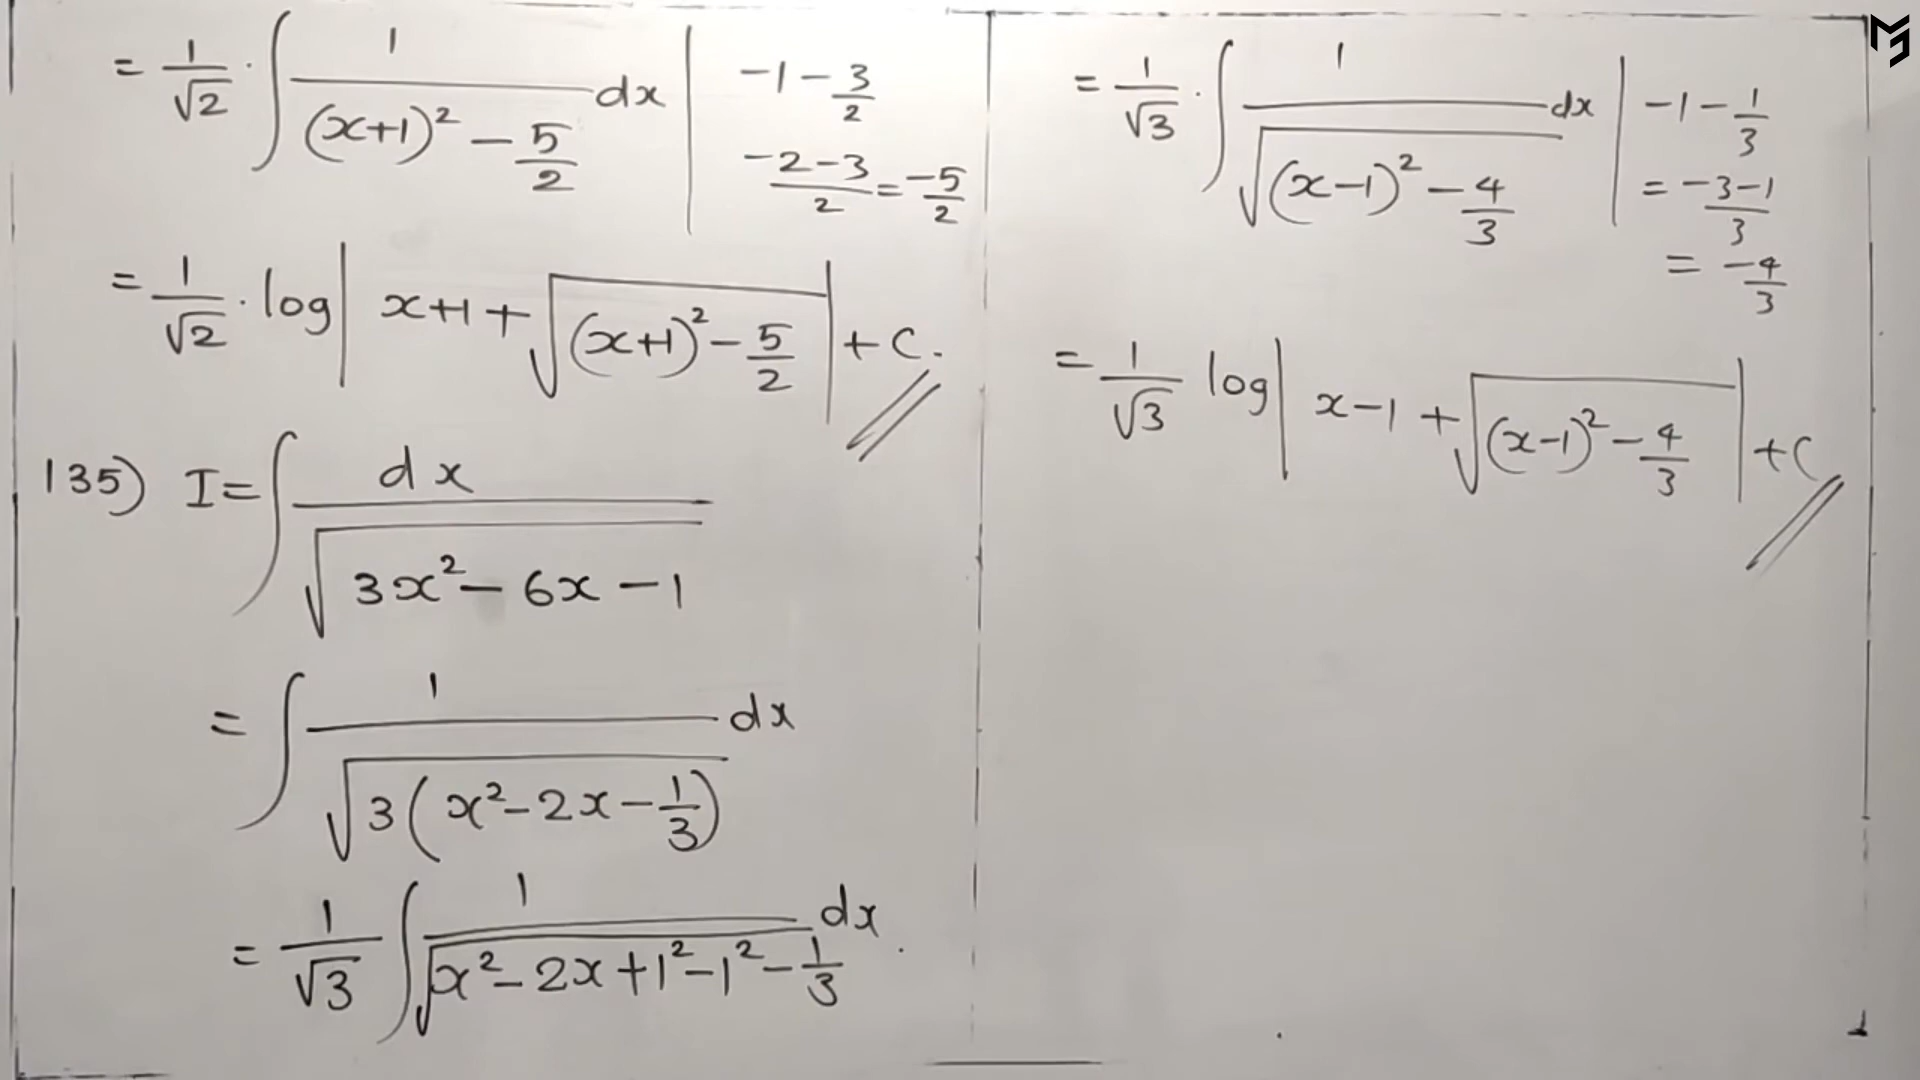 = 1/√2 · ∫ 1/((x+1)² - 5/2) dx | -1 - 3/2
(-2-3)/2 = -5/2
= 1/√2 · log | x+1 + √((x+1)² - 5/2) | + C.
135) I = ∫ dx/√(3x² - 6x - 1)
= ∫ 1/√(3(x² - 2x - 1/3)) dx
= 1/√3 ∫ 1/√(x² - 2x + 1² - 1² - 1/3) dx.
= 1/√3 · ∫ 1/√((x-1)² - 4/3) dx | -1 - 1/3
= (-3-1)/3
= -4/3
= 1/√3 log | x-1 + √((x-1)² - 4/3) | + C